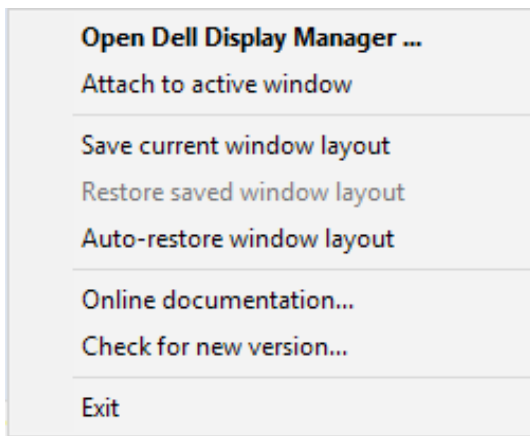 Open Dell Display Manager ...
Attach to active window
Save current window layout
Restore saved window layout
Auto-restore window layout
Online documentation...
Check for new version...
Exit